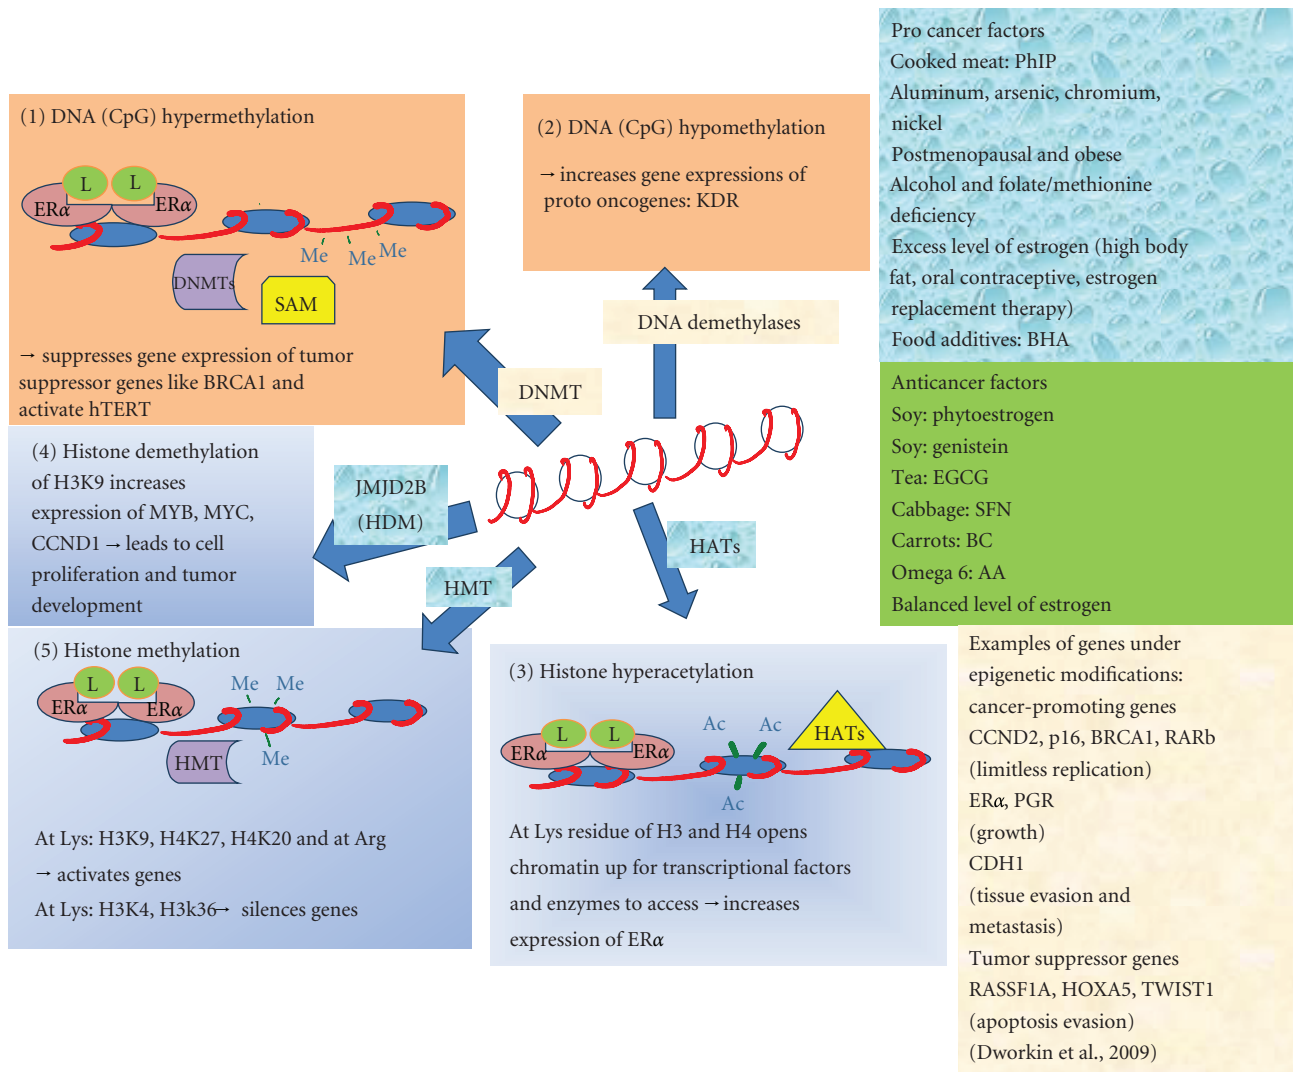 (1) DNA (CpG) hypermethylation
L
L
ERα
ERα
Me
Me
Me
DNMTs
SAM
→ suppresses gene expression of tumor
suppressor genes like BRCA1 and
activate hTERT
(2) DNA (CpG) hypomethylation
→ increases gene expressions of
proto oncogenes: KDR
DNA demethylases
DNMT
(4) Histone demethylation
of H3K9 increases
expression of MYB, MYC,
CCND1 → leads to cell
proliferation and tumor
development
JMJD2B
(HDM)
HMT
HATs
(5) Histone methylation
L
L
ERα
ERα
Me
Me
Me
HMT
At Lys: H3K9, H4K27, H4K20 and at Arg
→ activates genes
At Lys: H3K4, H3k36→ silences genes
(3) Histone hyperacetylation
L
L
ERα
ERα
Ac
Ac
Ac
HATs
At Lys residue of H3 and H4 opens
chromatin up for transcriptional factors
and enzymes to access → increases
expression of ERα
Pro cancer factors
Cooked meat: PhIP
Aluminum, arsenic, chromium,
nickel
Postmenopausal and obese
Alcohol and folate/methionine
deficiency
Excess level of estrogen (high body
fat, oral contraceptive, estrogen
replacement therapy)
Food additives: BHA
Anticancer factors
Soy: phytoestrogen
Soy: genistein
Tea: EGCG
Cabbage: SFN
Carrots: BC
Omega 6: AA
Balanced level of estrogen
Examples of genes under
epigenetic modifications:
cancer-promoting genes
CCND2, p16, BRCA1, RARb
(limitless replication)
ERα, PGR
(growth)
CDH1
(tissue evasion and
metastasis)
Tumor suppressor genes
RASSF1A, HOXA5, TWIST1
(apoptosis evasion)
(Dworkin et al., 2009)